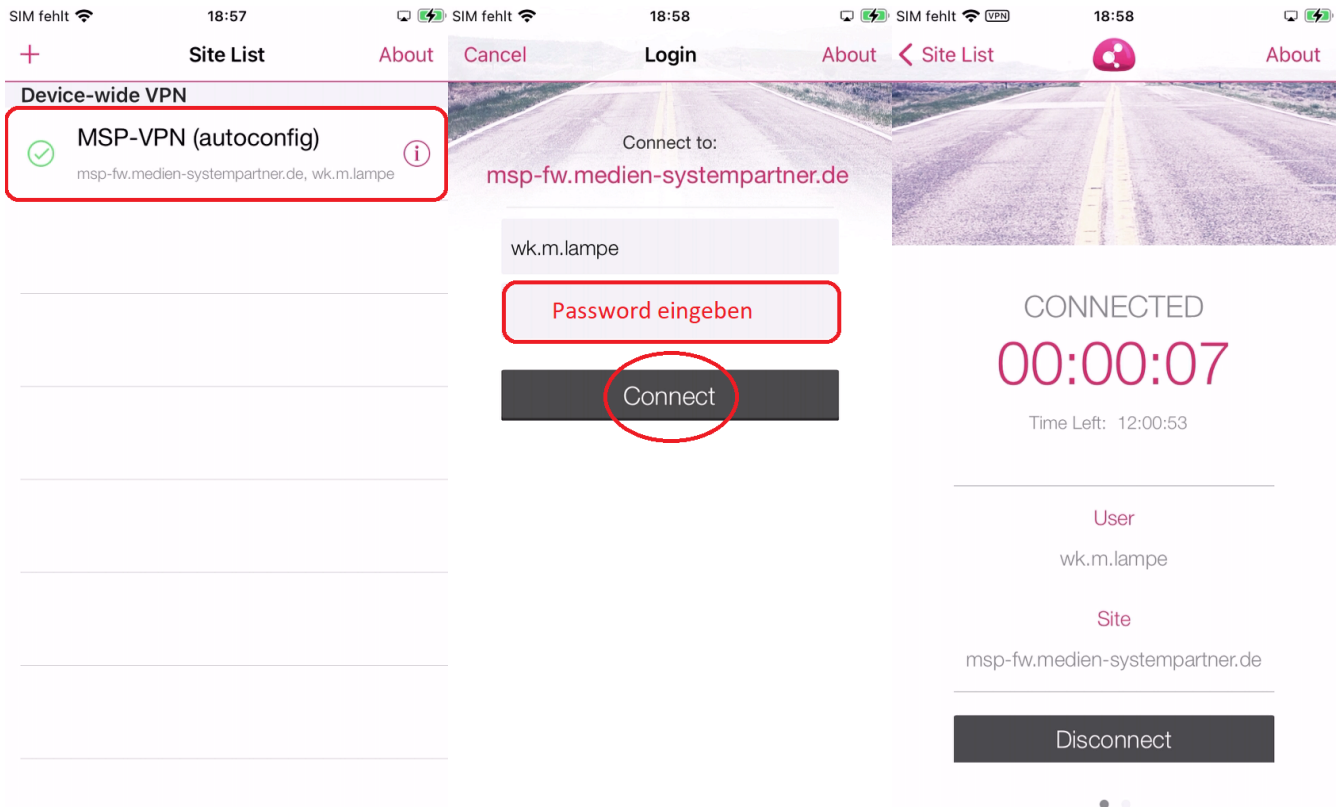 SIM fehlt 18:57
Site List About
Device-wide VPN
MSP-VPN (autoconfig)
msp-fw.medien-systempartner.de, wk.m.lampe
SIM fehlt 18:58
Cancel Login About
Connect to:
msp-fw.medien-systempartner.de
wk.m.lampe
Password eingeben
Connect
SIM fehlt VPN 18:58
Site List About
CONNECTED
00:00:07
Time Left: 12:00:53
User
wk.m.lampe
Site
msp-fw.medien-systempartner.de
Disconnect